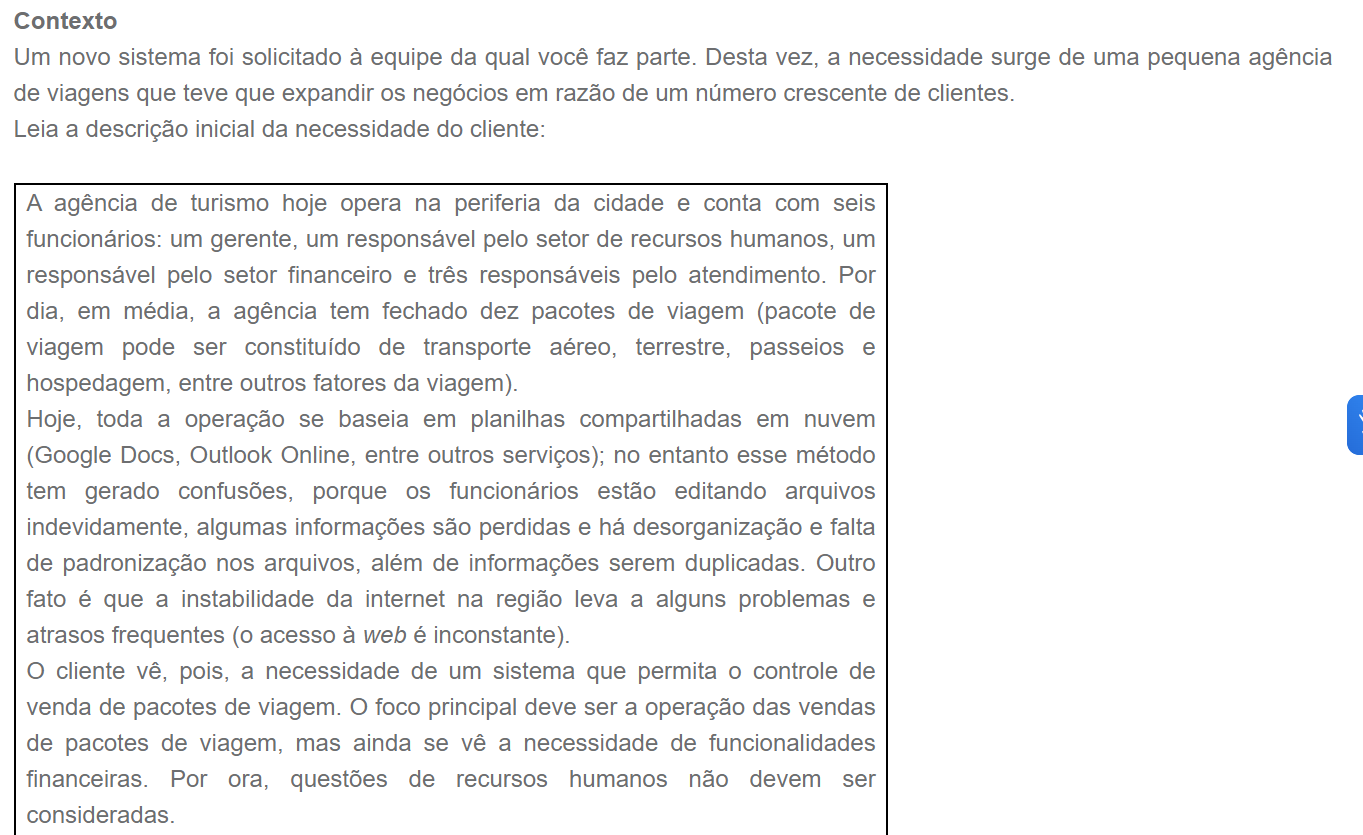 Contexto
Um novo sistema foi solicitado à equipe da qual você faz parte. Desta vez, a necessidade surge de uma pequena agência
de viagens que teve que expandir os negócios em razão de um número crescente de clientes.
Leia a descrição inicial da necessidade do cliente:
A agência de turismo hoje opera na periferia da cidade e conta com seis
funcionários: um gerente, um responsável pelo setor de recursos humanos, um
responsável pelo setor financeiro e três responsáveis pelo atendimento. Por
dia, em média, a agência tem fechado dez pacotes de viagem (pacote de
viagem pode ser constituído de transporte aéreo, terrestre, passeios e
hospedagem, entre outros fatores da viagem).
Hoje, toda a operação se baseia em planilhas compartilhadas em nuvem
(Google Docs, Outlook Online, entre outros serviços); no entanto esse método
tem gerado confusões, porque os funcionários estão editando arquivos
indevidamente, algumas informações são perdidas e há desorganização e falta
de padronização nos arquivos, além de informações serem duplicadas. Outro
fato é que a instabilidade da internet na região leva a alguns problemas e
atrasos frequentes (o acesso à web é inconstante).
O cliente vê, pois, a necessidade de um sistema que permita o controle de
venda de pacotes de viagem. O foco principal deve ser a operação das vendas
de pacotes de viagem, mas ainda se vê a necessidade de funcionalidades
financeiras. Por ora, questões de recursos humanos não devem ser
consideradas.